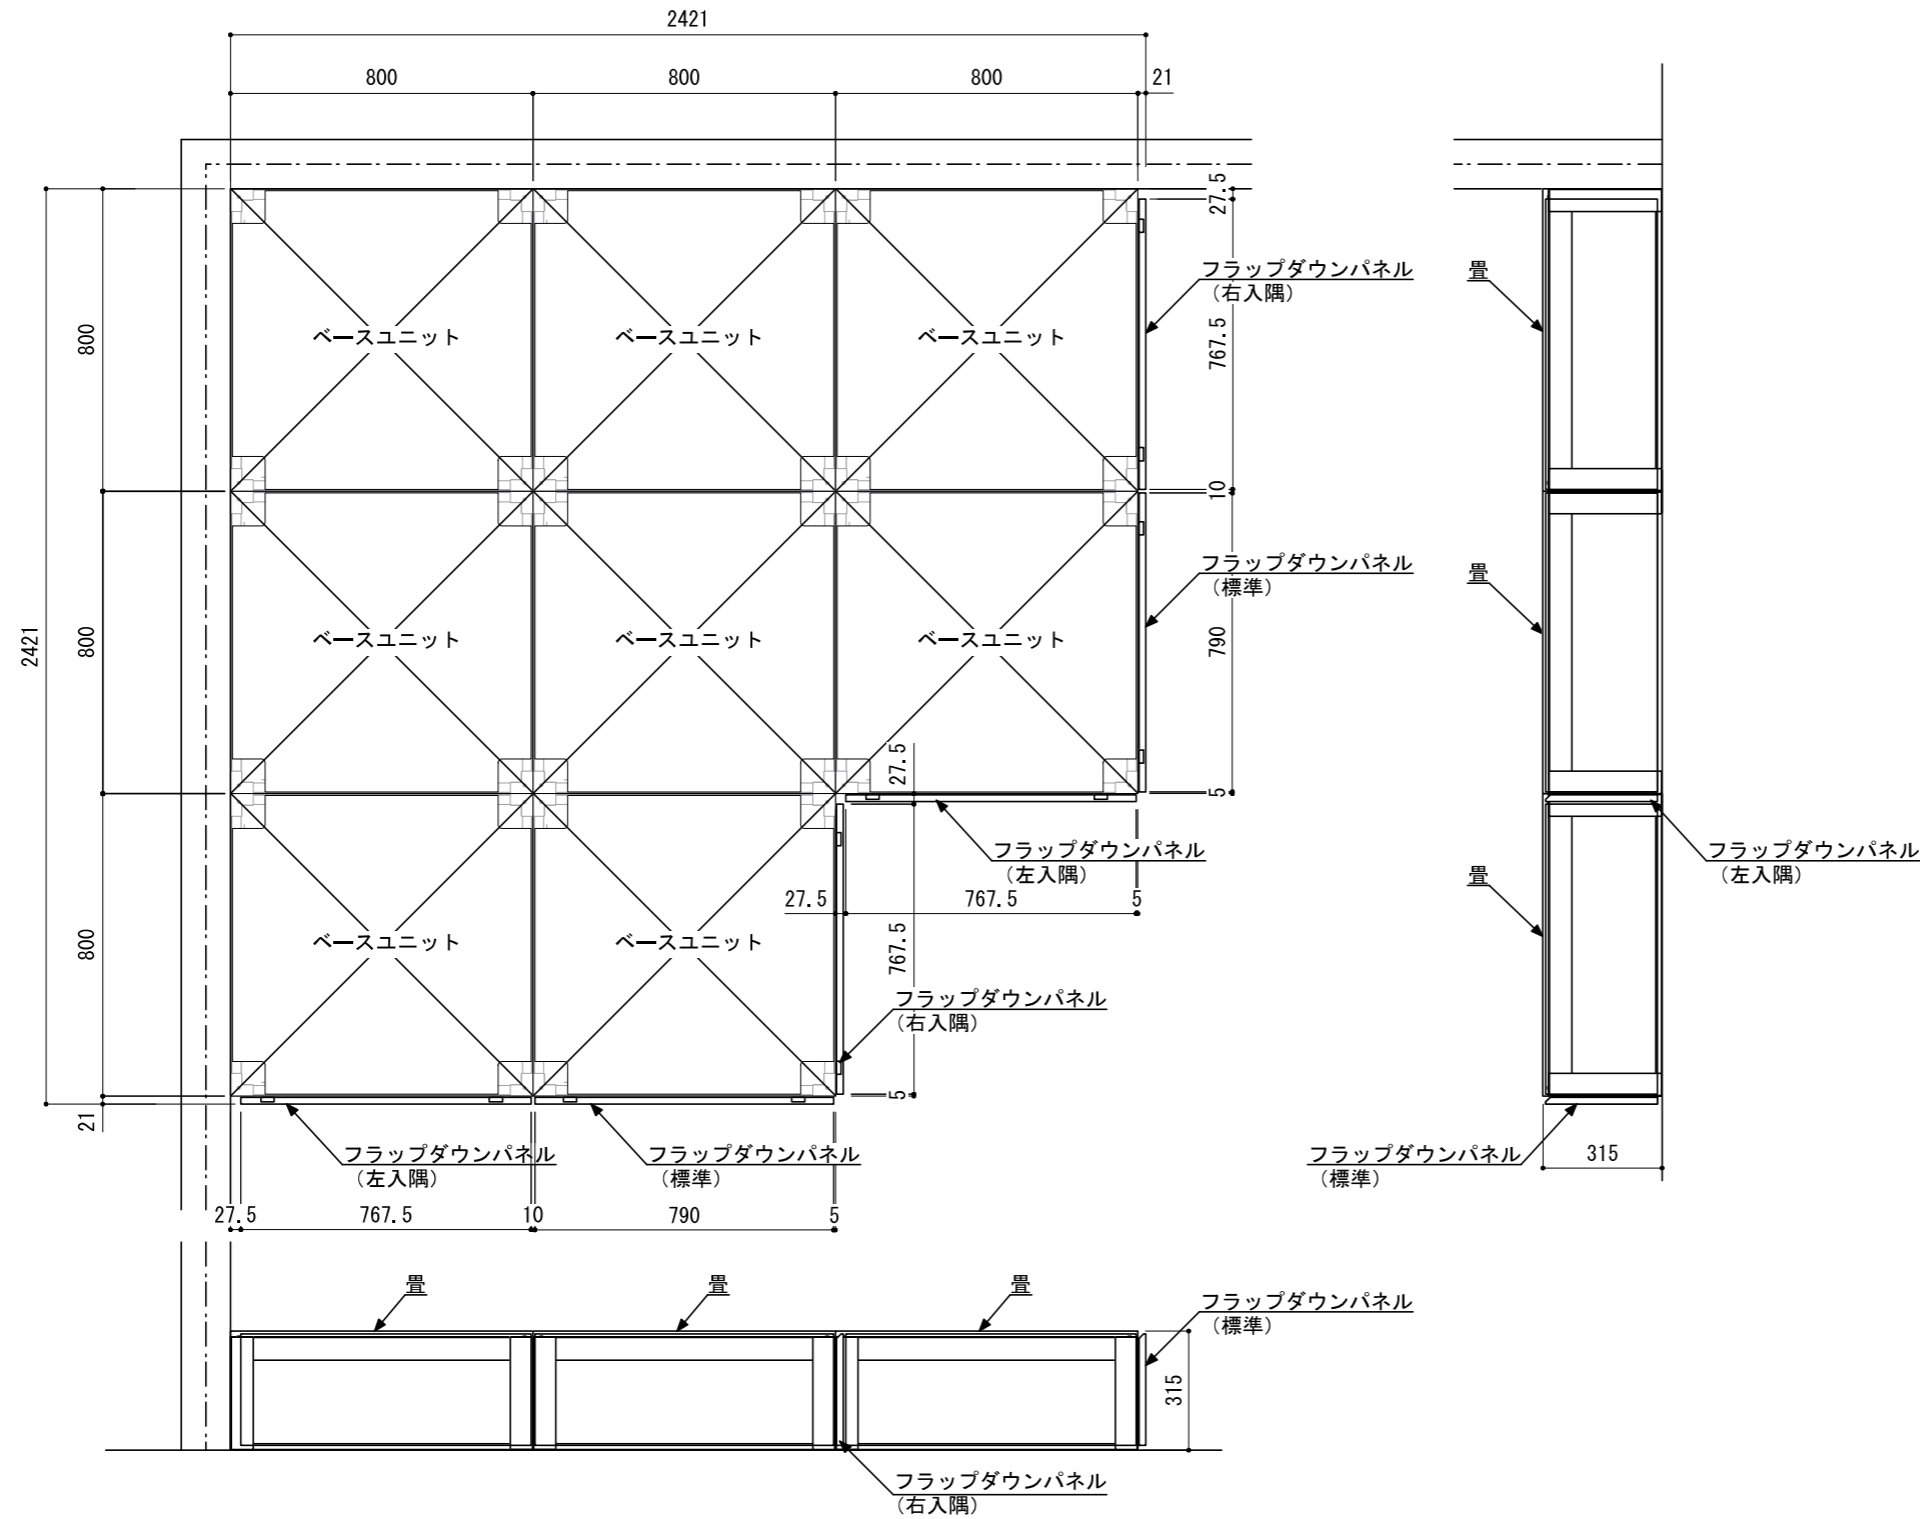 2421
800
800
800
21
27.5
フラップダウンパネル
（右入隅）
畳
800
ベースユニット
ベースユニット
ベースユニット
767.5
10
フラップダウンパネル
（標準）
畳
2421
800
ベースユニット
ベースユニット
ベースユニット
790
27.5
5
フラップダウンパネル
（左入隅）
フラップダウンパネル
（左入隅）
畳
27.5
767.5
5
800
ベースユニット
ベースユニット
767.5
フラップダウンパネル
（右入隅）
5
21
フラップダウンパネル
（左入隅）
フラップダウンパネル
（標準）
フラップダウンパネル
（標準）
315
27.5
767.5
10
790
5
畳
畳
畳
フラップダウンパネル
（標準）
315
フラップダウンパネル
（右入隅）